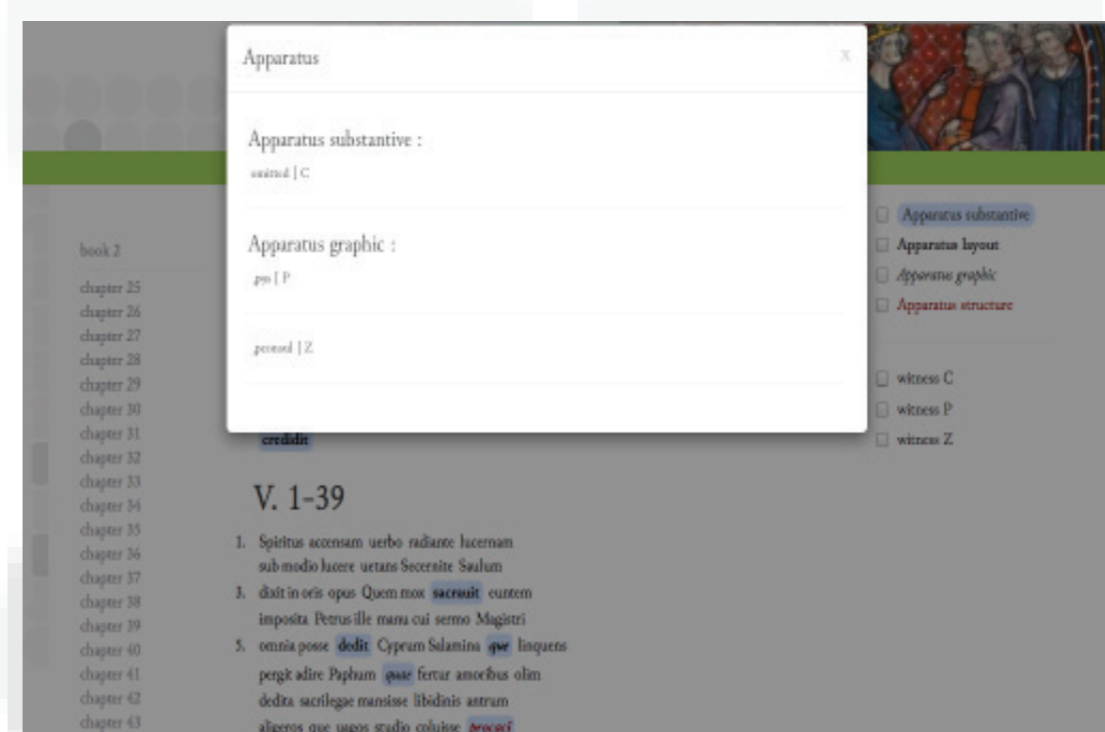 Apparatus x
Apparatus substantive :
omitted | C
Apparatus graphic :
pro | P
| Z
book 2
chapter 25
chapter 26
chapter 27
chapter 28
chapter 29
chapter 30
chapter 31
chapter 32
chapter 33
chapter 34
chapter 35
chapter 36
chapter 37
chapter 38
chapter 39
chapter 40
chapter 41
chapter 42
chapter 43
credidit
V. 1-39
1. Spiritus accensam uerbo radiante lucernam
sub modio lucere uetans Secernite Saulum
3. dixit in oris opus Quem mox sacrauit euntem
imposita Petrus ille manu cui sermo Magistri
5. omnia posse dedit Cyprum Salamina que linquens
pergit adire Paphum quae fertur amoribus olim
dedita sacrilegae mansisse libidinis antrum
aligeros que uagos studio coluisse procaci
Apparatus substantive
Apparatus layout
Apparatus graphic
Apparatus structure
witness C
witness P
witness Z